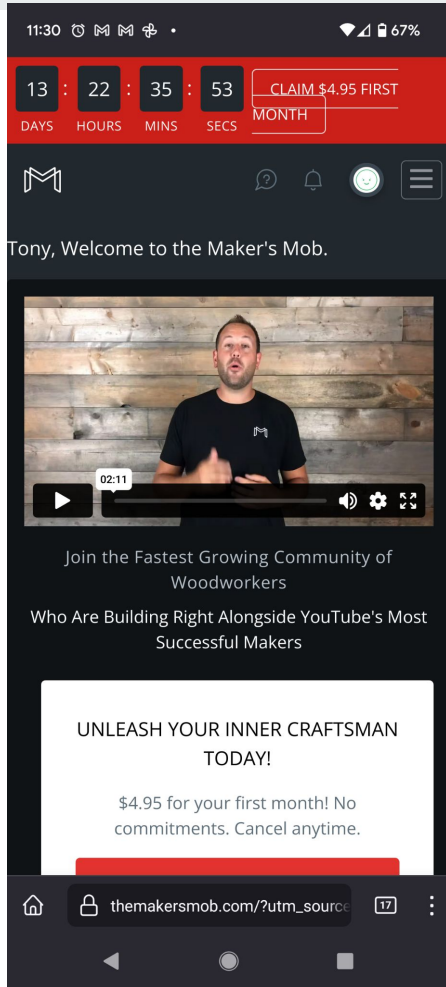 11:30 67%
13 : 22 : 35 : 53
DAYS HOURS MINS SECS
CLAIM $4.95 FIRST
MONTH
Tony, Welcome to the Maker's Mob.
02:11
Join the Fastest Growing Community of
Woodworkers
Who Are Building Right Alongside YouTube's Most
Successful Makers
UNLEASH YOUR INNER CRAFTSMAN
TODAY!
$4.95 for your first month! No
commitments. Cancel anytime.
themakersmob.com/?utm_source 17